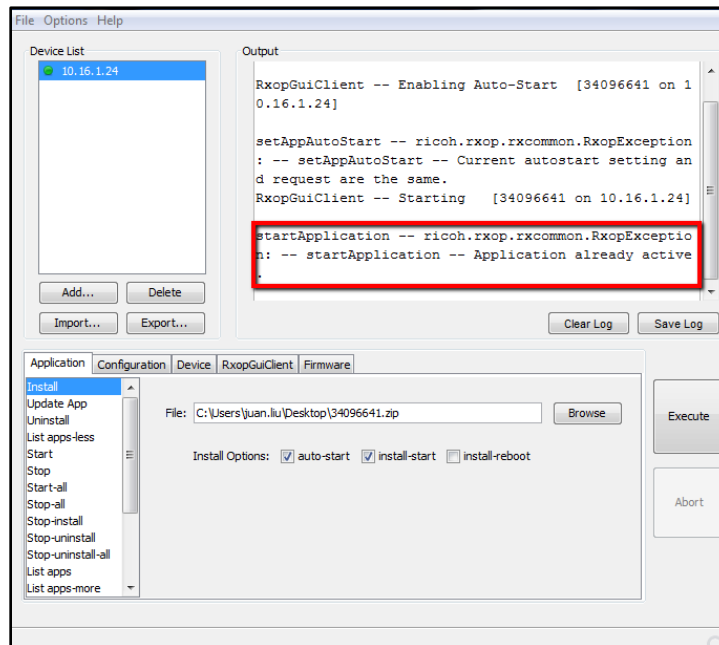 File Options Help
Device List
10.16.1.24
Add...
Delete
Import...
Export...
Output
RxopGuiClient -- Enabling Auto-Start [34096641 on 1
0.16.1.24]
setAppAutoStart -- ricoh.rxop.rxcommon.RxopException
: -- setAppAutoStart -- Current autostart setting an
d request are the same.
RxopGuiClient -- Starting [34096641 on 10.16.1.24]
startApplication -- ricoh.rxop.rxcommon.RxopExceptio
n: -- startApplication -- Application already active
.
Clear Log
Save Log
Application Configuration Device RxopGuiClient Firmware
Install
Update App
Uninstall
List apps-less
Start
Stop
Start-all
Stop-all
Stop-install
Stop-uninstall
Stop-uninstall-all
List apps
List apps-more
File: C:\Users\juan.liu\Desktop\34096641.zip
Browse
Install Options: auto-start install-start install-reboot
Execute
Abort